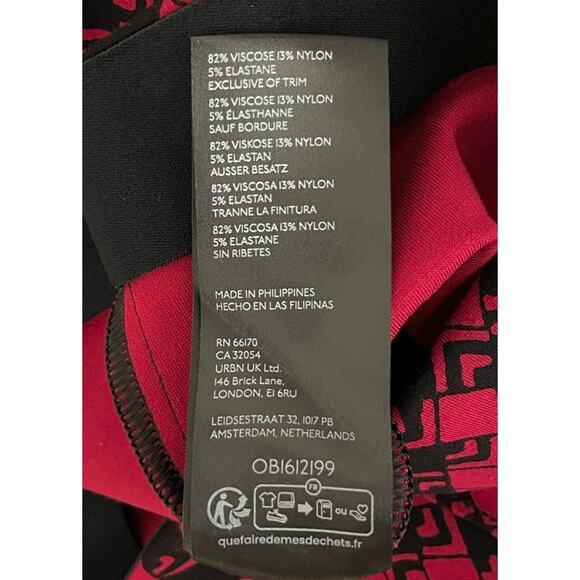 82% VISCOSE 13% NYLON
5% ELASTANE
EXCLUSIVE OF TRIM
82% VISCOSE 13% NYLON
5% ÉLASTHANNE
SAUF BORDURE
82% VISKOSE 13% NYLON
5% ELASTAN
AUSSER BESATZ
82% VISCOSA 13% NYLON
5% ELASTAN
TRANNE LA FINITURA
82% VISCOSA 13% NYLON
5% ELASTANE
SIN RIBETES
MADE IN PHILIPPINES
HECHO EN LAS FILIPINAS
RN 66170
CA 32054
URBN UK Ltd.
146 Brick Lane,
LONDON, E1 6RU
LEIDSESTRAAT 32, 1017 PB
AMSTERDAM, NETHERLANDS
OB1612199
FR
OU
quefairedemesdechets.fr